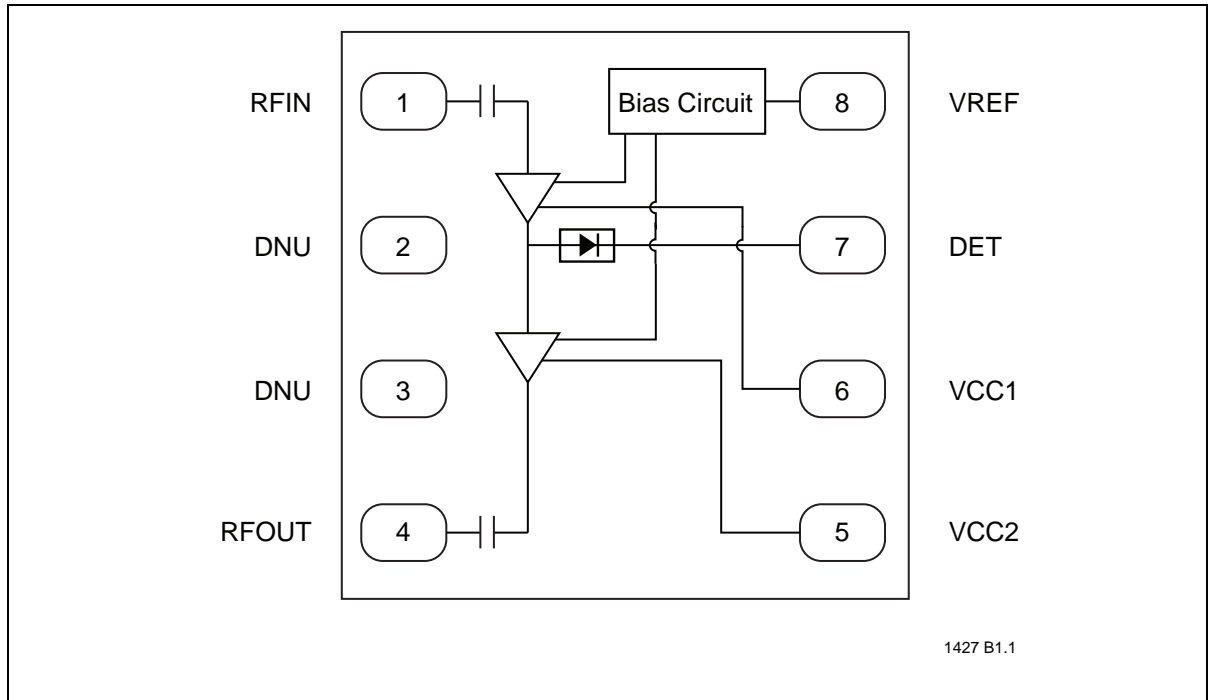 RFIN 1 Bias Circuit 8 VREF
DNU 2 7 DET
DNU 3 6 VCC1
RFOUT 4 5 VCC2
1427 B1.1